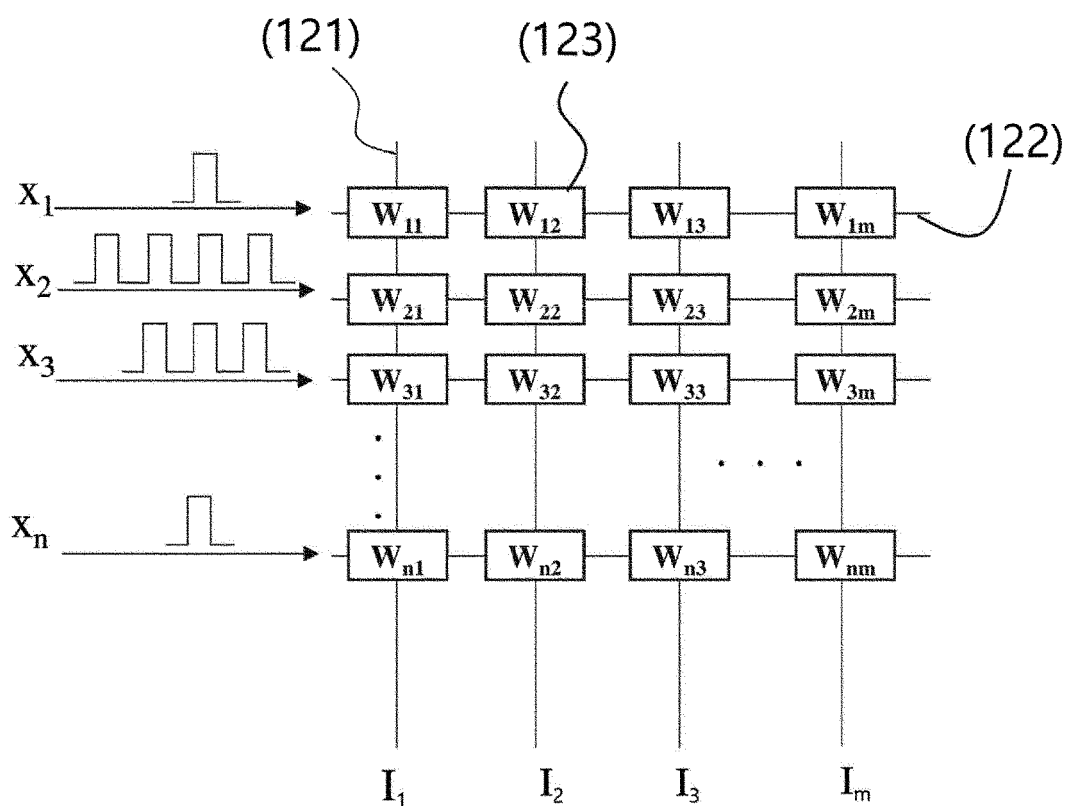 (121)
(123)
(122)
X₁
W₁₁ W₁₂ W₁₃ W₁ₘ
X₂
W₂₁ W₂₂ W₂₃ W₂ₘ
X₃
W₃₁ W₃₂ W₃₃ W₃ₘ
Xₙ
Wₙ₁ Wₙ₂ Wₙ₃ Wₙₘ
I₁ I₂ I₃ Iₘ